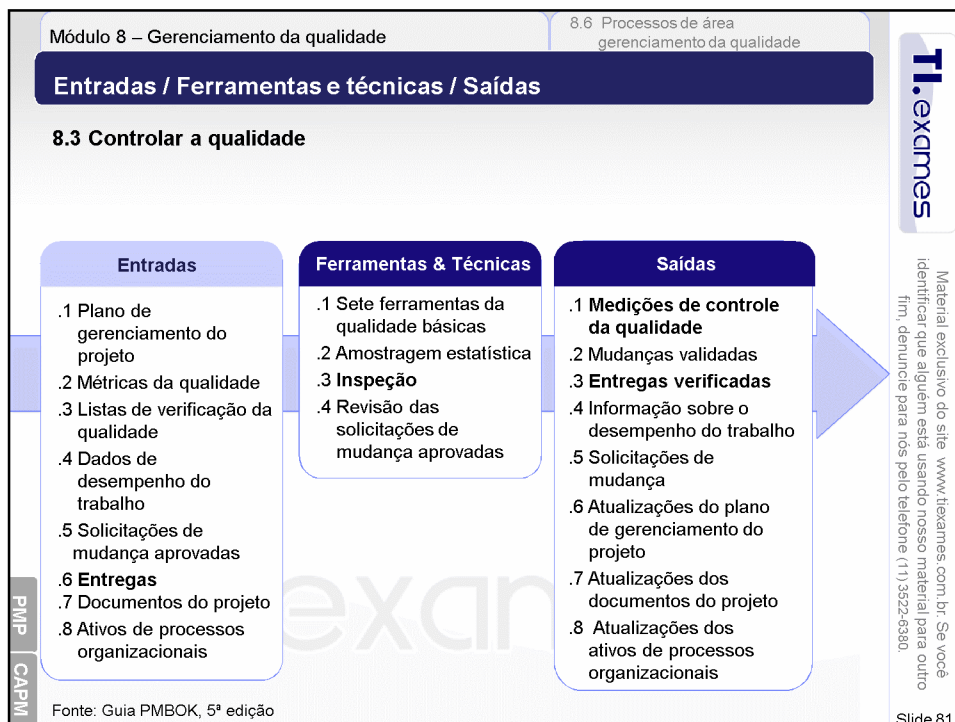 Módulo 8 – Gerenciamento da qualidade
8.6 Processos de área
gerenciamento da qualidade
Entradas / Ferramentas e técnicas / Saídas
8.3 Controlar a qualidade
Entradas
.1 Plano de
gerenciamento do
projeto
.2 Métricas da qualidade
.3 Listas de verificação da
qualidade
.4 Dados de
desempenho do
trabalho
.5 Solicitações de
mudança aprovadas
.6 Entregas
.7 Documentos do projeto
.8 Ativos de processos
organizacionais
Ferramentas & Técnicas
.1 Sete ferramentas da
qualidade básicas
.2 Amostragem estatística
.3 Inspeção
.4 Revisão das
solicitações de
mudança aprovadas
Saídas
.1 Medições de controle
da qualidade
.2 Mudanças validadas
.3 Entregas verificadas
.4 Informação sobre o
desempenho do trabalho
.5 Solicitações de
mudança
.6 Atualizações do plano
de gerenciamento do
projeto
.7 Atualizações dos
documentos do projeto
.8 Atualizações dos
ativos de processos
organizacionais
PMP
CAPM
Fonte: Guia PMBOK, 5ª edição
TI.exames
Material exclusivo do site www.tiexames.com.br. Se você
identificar que alguém está usando nosso material para outro
fim, denuncie para nós pelo telefone (11) 3522-6380.
Slide 81